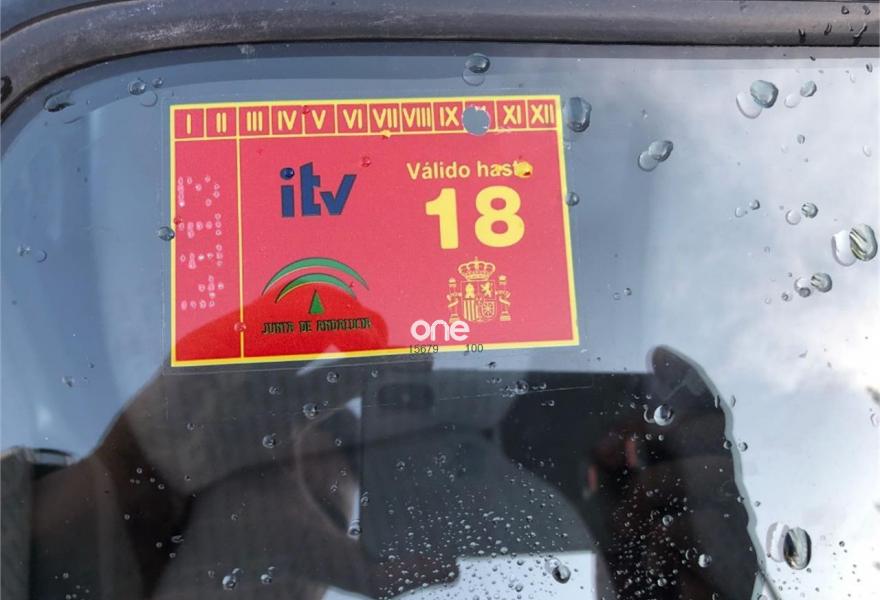 I II III IV V VI VII VIII IX XI XII
itv
Válido hasta
18
JUNTA DE ANDALUCIA
one
15679 100